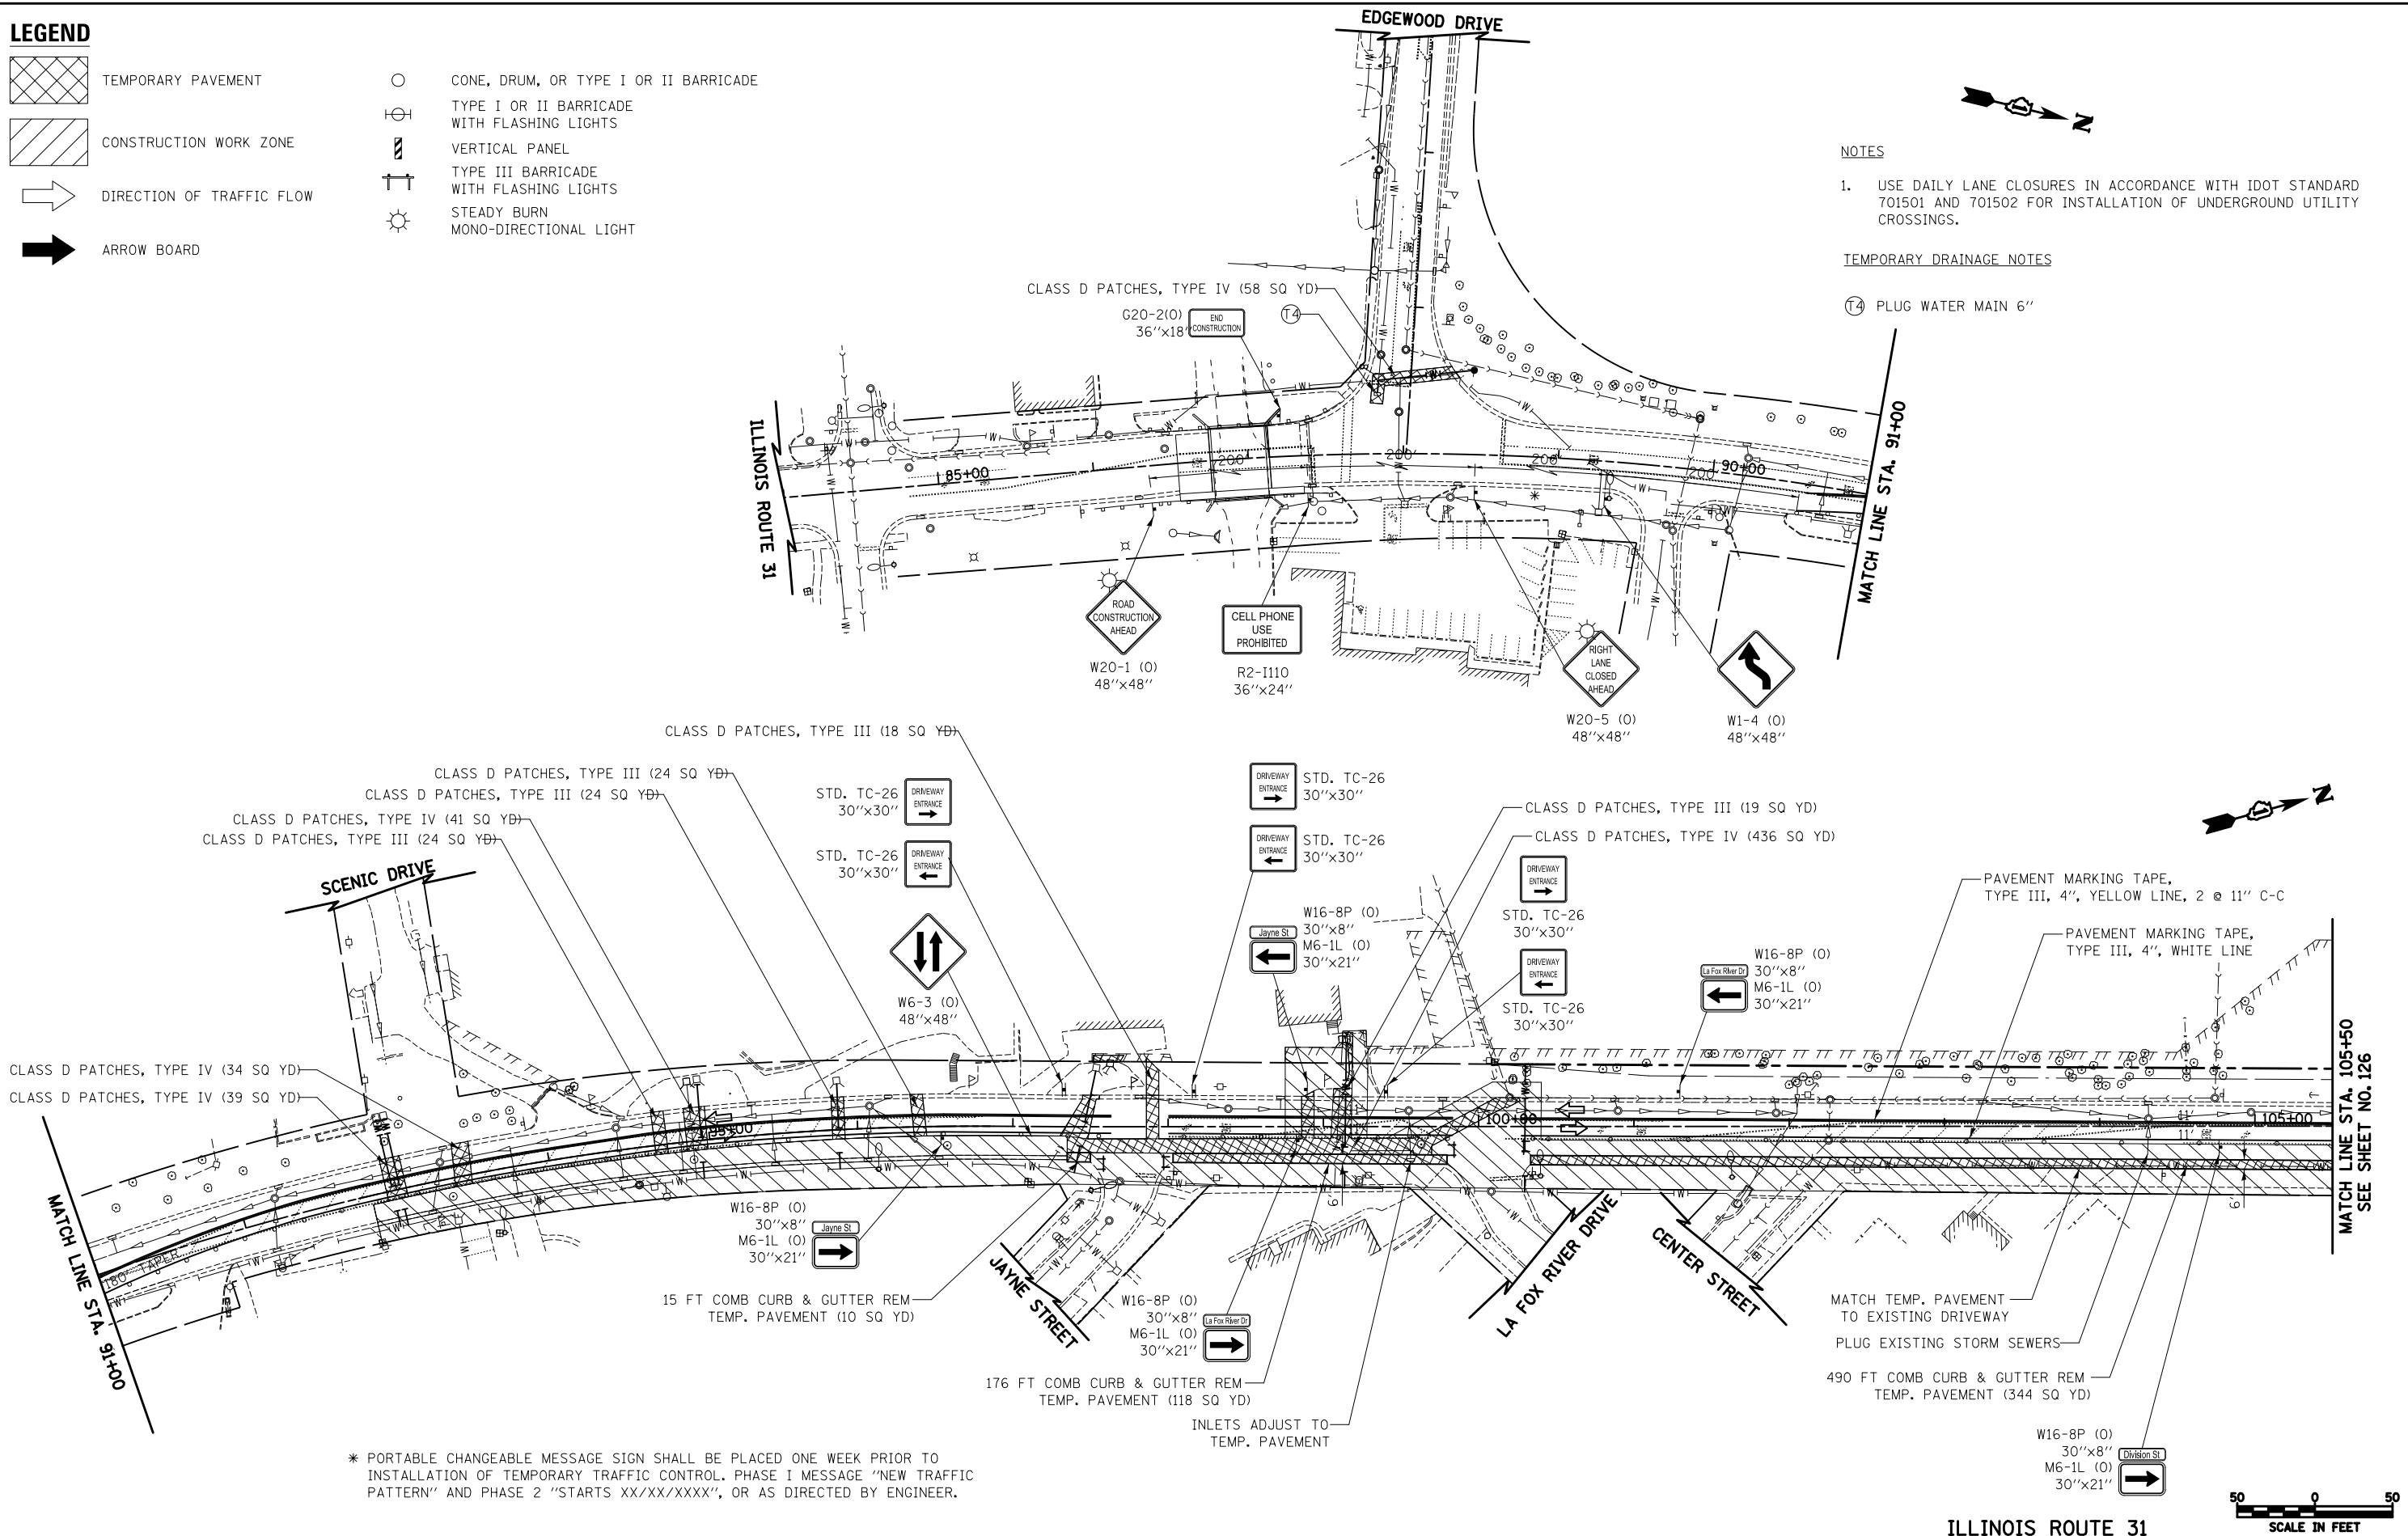 LEGEND
TEMPORARY PAVEMENT
CONSTRUCTION WORK ZONE
DIRECTION OF TRAFFIC FLOW
ARROW BOARD
CONE, DRUM, OR TYPE I OR II BARRICADE
TYPE I OR II BARRICADE
WITH FLASHING LIGHTS
VERTICAL PANEL
TYPE III BARRICADE
WITH FLASHING LIGHTS
STEADY BURN
MONO-DIRECTIONAL LIGHT
EDGEWOOD DRIVE
N
NOTES
1. USE DAILY LANE CLOSURES IN ACCORDANCE WITH IDOT STANDARD
701501 AND 701502 FOR INSTALLATION OF UNDERGROUND UTILITY
CROSSINGS.
TEMPORARY DRAINAGE NOTES
T4 PLUG WATER MAIN 6"
CLASS D PATCHES, TYPE IV (58 SQ YD)
G20-2(O)
36"x18"
END
CONSTRUCTION
T4
ILLINOIS ROUTE 31
85+00
200'
200'
200'
200'
90+00
MATCH LINE STA. 91+00
ROAD
CONSTRUCTION
AHEAD
W20-1 (O)
48"x48"
CELL PHONE
USE
PROHIBITED
R2-I110
36"x24"
RIGHT
LANE
CLOSED
AHEAD
W20-5 (O)
48"x48"
W1-4 (O)
48"x48"
CLASS D PATCHES, TYPE III (18 SQ YD)
CLASS D PATCHES, TYPE III (24 SQ YD)
CLASS D PATCHES, TYPE III (24 SQ YD)
CLASS D PATCHES, TYPE IV (41 SQ YD)
CLASS D PATCHES, TYPE III (24 SQ YD)
STD. TC-26
30"x30"
DRIVEWAY
ENTRANCE
STD. TC-26
30"x30"
DRIVEWAY
ENTRANCE
W6-3 (O)
48"x48"
DRIVEWAY
ENTRANCE
STD. TC-26
30"x30"
DRIVEWAY
ENTRANCE
STD. TC-26
30"x30"
Jayne St
W16-8P (O)
30"x8"
M6-1L (O)
30"x21"
CLASS D PATCHES, TYPE III (19 SQ YD)
CLASS D PATCHES, TYPE IV (436 SQ YD)
DRIVEWAY
ENTRANCE
STD. TC-26
30"x30"
DRIVEWAY
ENTRANCE
STD. TC-26
30"x30"
La Fox River Dr
W16-8P (O)
30"x8"
M6-1L (O)
30"x21"
PAVEMENT MARKING TAPE,
TYPE III, 4", YELLOW LINE, 2 @ 11" C-C
PAVEMENT MARKING TAPE,
TYPE III, 4", WHITE LINE
N
SCENIC DRIVE
CLASS D PATCHES, TYPE IV (34 SQ YD)
CLASS D PATCHES, TYPE IV (39 SQ YD)
MATCH LINE STA. 91+00
180' TAPER
95+00
100+00
105+00
11'
11'
6'
6'
MATCH LINE STA. 105+50
SEE SHEET NO. 126
W16-8P (O)
30"x8"
M6-1L (O)
30"x21"
Jayne St
15 FT COMB CURB & GUTTER REM
TEMP. PAVEMENT (10 SQ YD)
JAYNE STREET
W16-8P (O)
30"x8"
M6-1L (O)
30"x21"
La Fox River Dr
176 FT COMB CURB & GUTTER REM
TEMP. PAVEMENT (118 SQ YD)
INLETS ADJUST TO
TEMP. PAVEMENT
LA FOX RIVER DRIVE
CENTER STREET
MATCH TEMP. PAVEMENT
TO EXISTING DRIVEWAY
PLUG EXISTING STORM SEWERS
490 FT COMB CURB & GUTTER REM
TEMP. PAVEMENT (344 SQ YD)
W16-8P (O)
30"x8"
M6-1L (O)
30"x21"
Division St
* PORTABLE CHANGEABLE MESSAGE SIGN SHALL BE PLACED ONE WEEK PRIOR TO
INSTALLATION OF TEMPORARY TRAFFIC CONTROL. PHASE I MESSAGE "NEW TRAFFIC
PATTERN" AND PHASE 2 "STARTS XX/XX/XXXX", OR AS DIRECTED BY ENGINEER.
50 0 50
SCALE IN FEET
ILLINOIS ROUTE 31